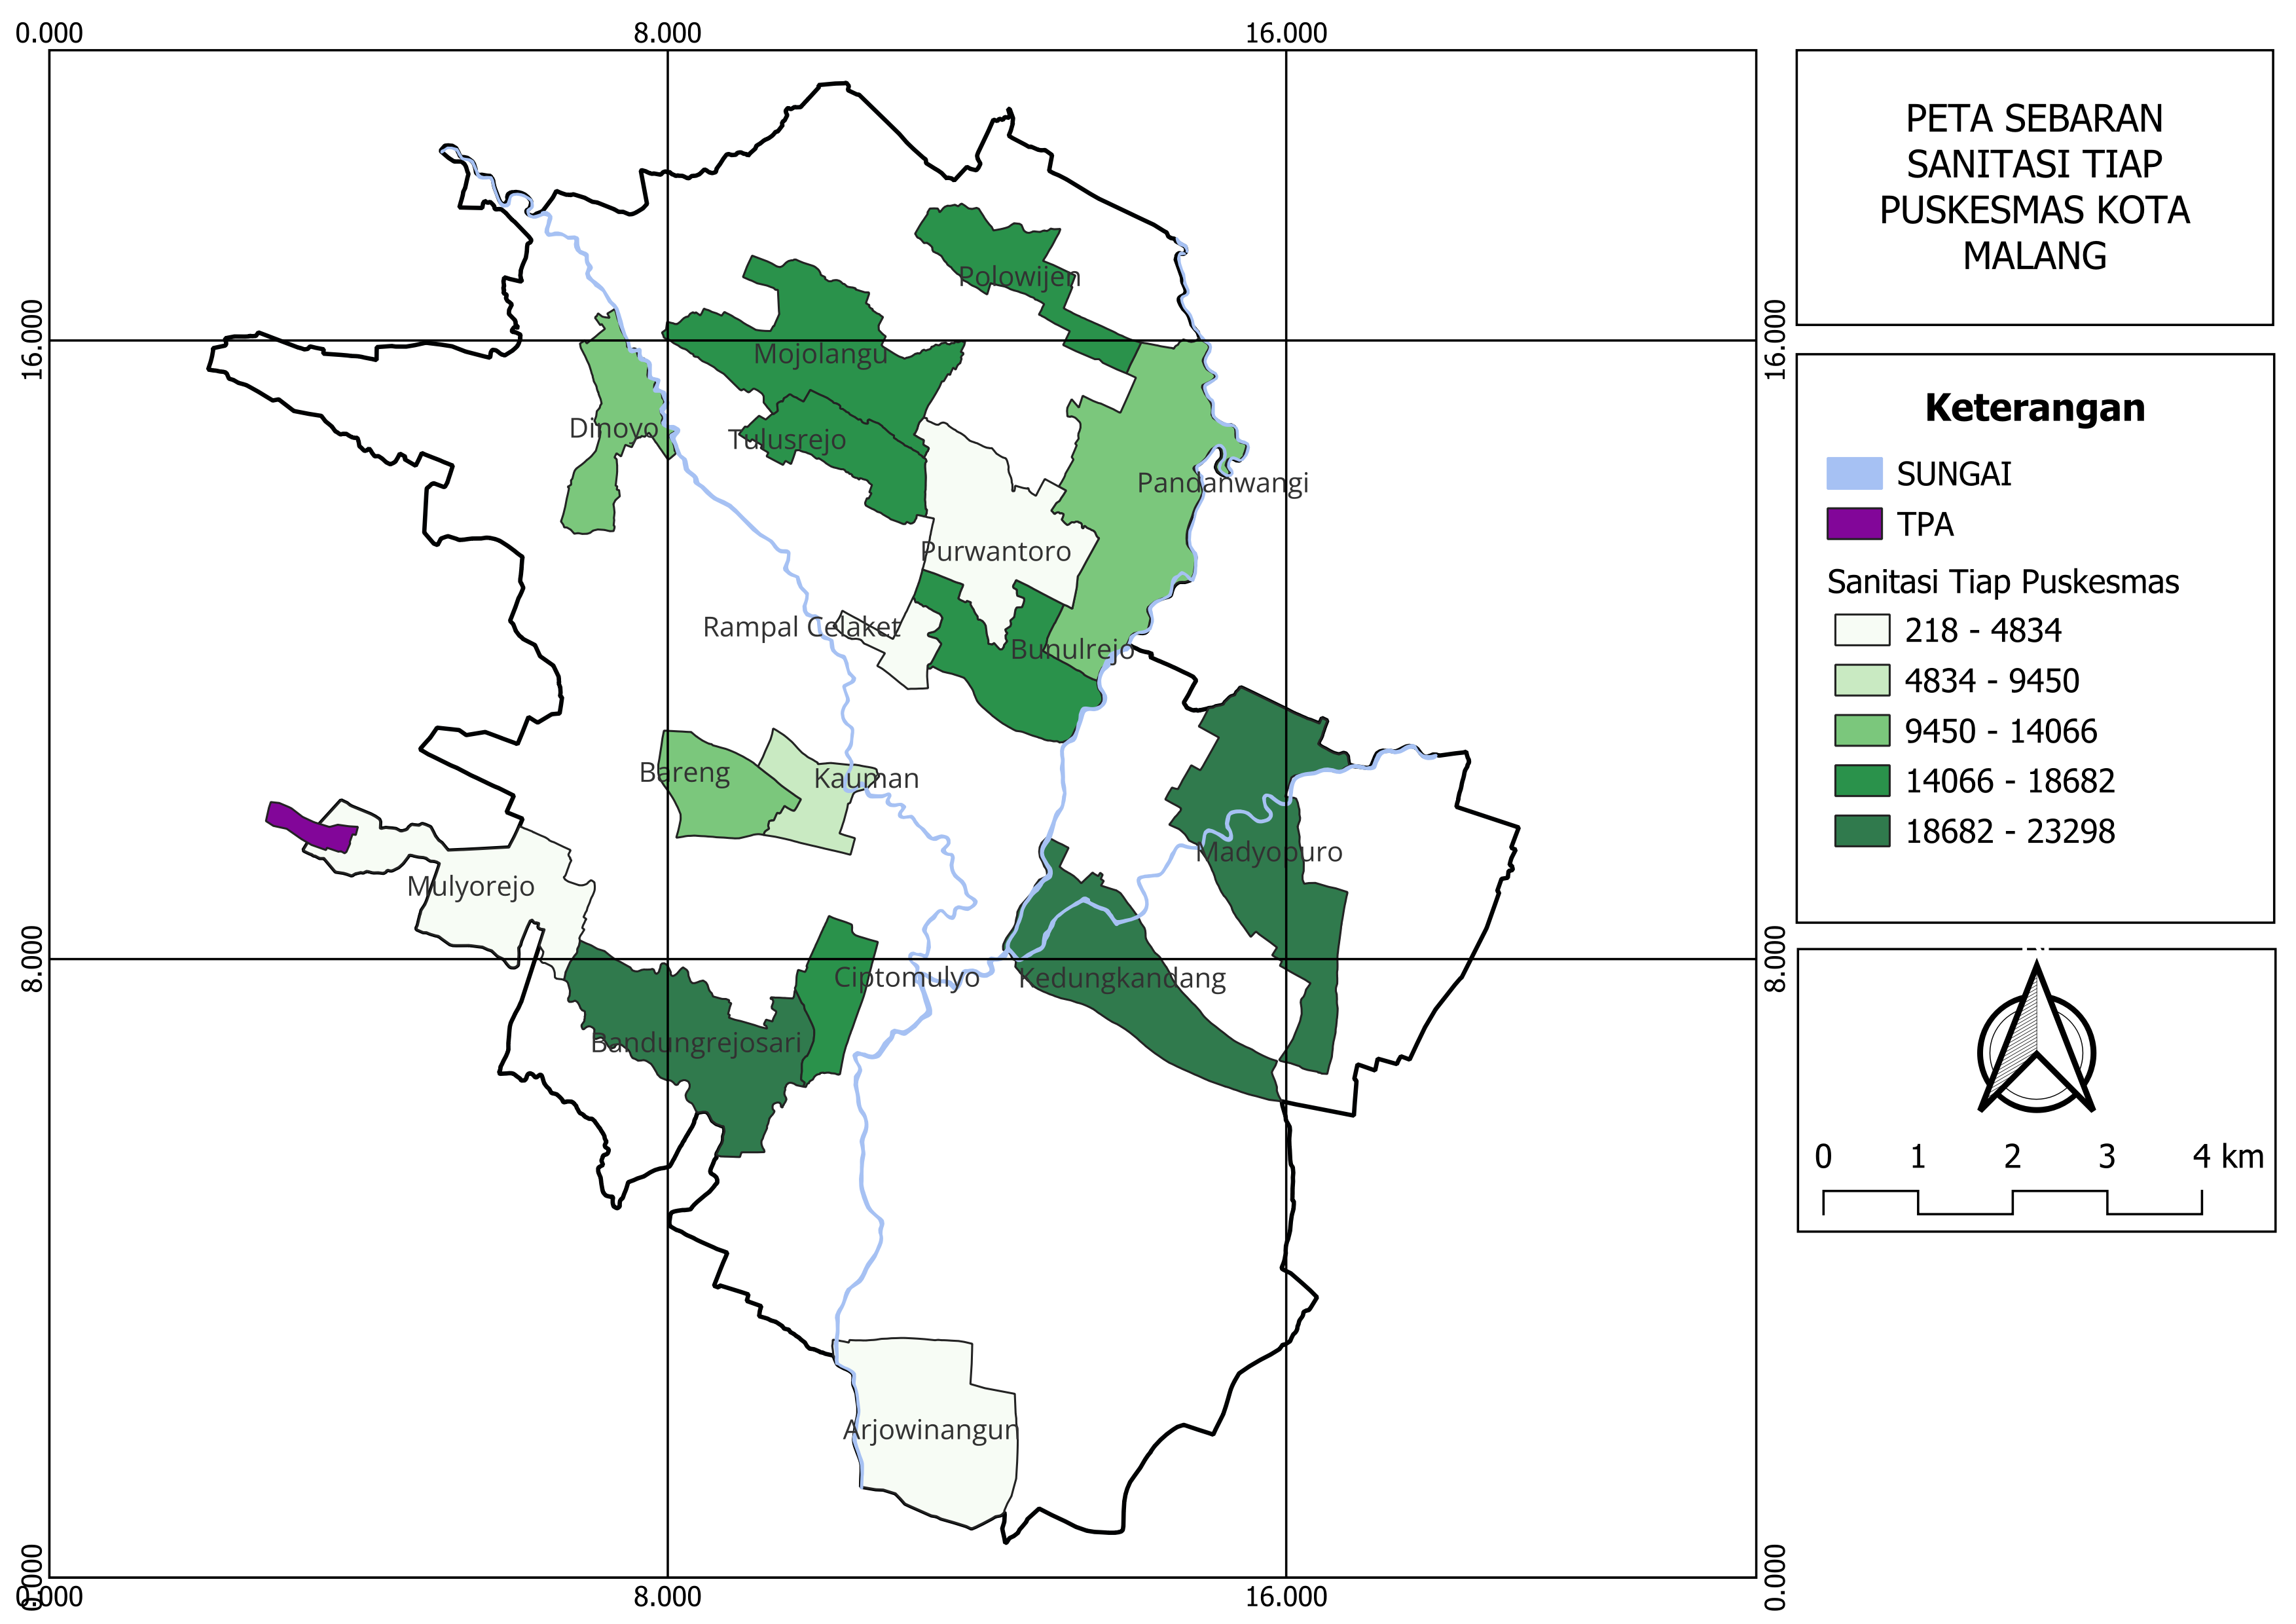 0.000
8.000
16.000
16.000
8.000
0.000
16.000
8.000
0.000
0.000
8.000
16.000
Polowijen
Mojolangu
Dinoyo
Tulusrejo
Pandanwangi
Purwantoro
Rampal Celaket
Bunulrejo
Bareng
Kauman
Madyopuro
Mulyorejo
Ciptomulyo
Kedungkandang
Bandungrejosari
Arjowinangun
PETA SEBARAN
SANITASI TIAP
PUSKESMAS KOTA
MALANG
Keterangan
SUNGAI
TPA
Sanitasi Tiap Puskesmas
218 - 4834
4834 - 9450
9450 - 14066
14066 - 18682
18682 - 23298
0 1 2 3 4 km